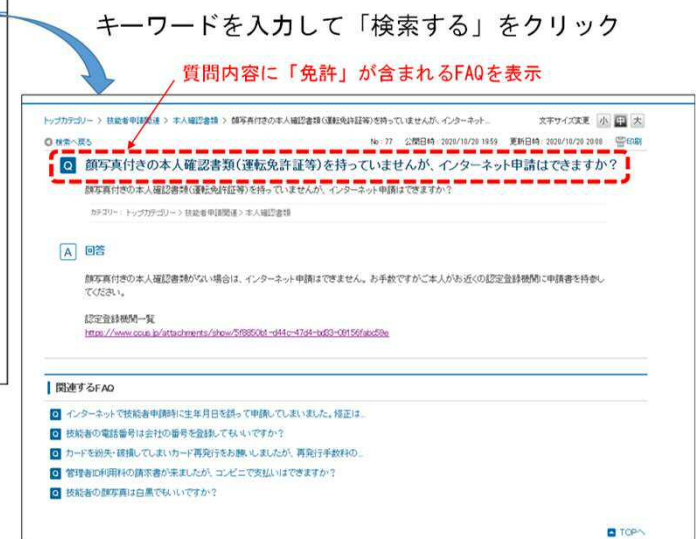 キーワードを入力して「検索する」をクリック
質問内容に「免許」が含まれるFAQを表示
トップカテゴリー > 技能者申請関連 > 本人確認書類 > 顔写真付きの本人確認書類(運転免許証等)を持っていませんが、インターネット...
文字サイズ変更 小 中 大
検索へ戻る
No : 77 公開日時 : 2020/10/20 19:59 更新日時 : 2020/10/20 20:08 印刷
Q 顔写真付きの本人確認書類(運転免許証等)を持っていませんが、インターネット申請はできますか?
顔写真付きの本人確認書類(運転免許証等)を持っていませんが、インターネット申請はできますか?
カテゴリー : トップカテゴリー > 技能者申請関連 > 本人確認書類
A 回答
顔写真付きの本人確認書類がない場合は、インターネット申請はできません。お手数ですがご本人がお近くの認定登録機関に申請書を持参し
てください。
認定登録機関一覧
https://www.ccus.jp/attachments/show/5f8850b1-d44c-47d4-bd33-08156fabd59e
関連するFAQ
Q インターネットで技能者申請時に生年月日を誤って申請してしまいました。修正は...
Q 技能者の電話番号は会社の番号を登録してもいいですか?
Q カードを紛失・破損してしまいカード再発行をお願いしましたが、再発行手数料の...
Q 管理者ID利用料の請求書が来ましたが、コンビニで支払いはできますか?
Q 技能者の顔写真は白黒でもいいですか?
TOPへ